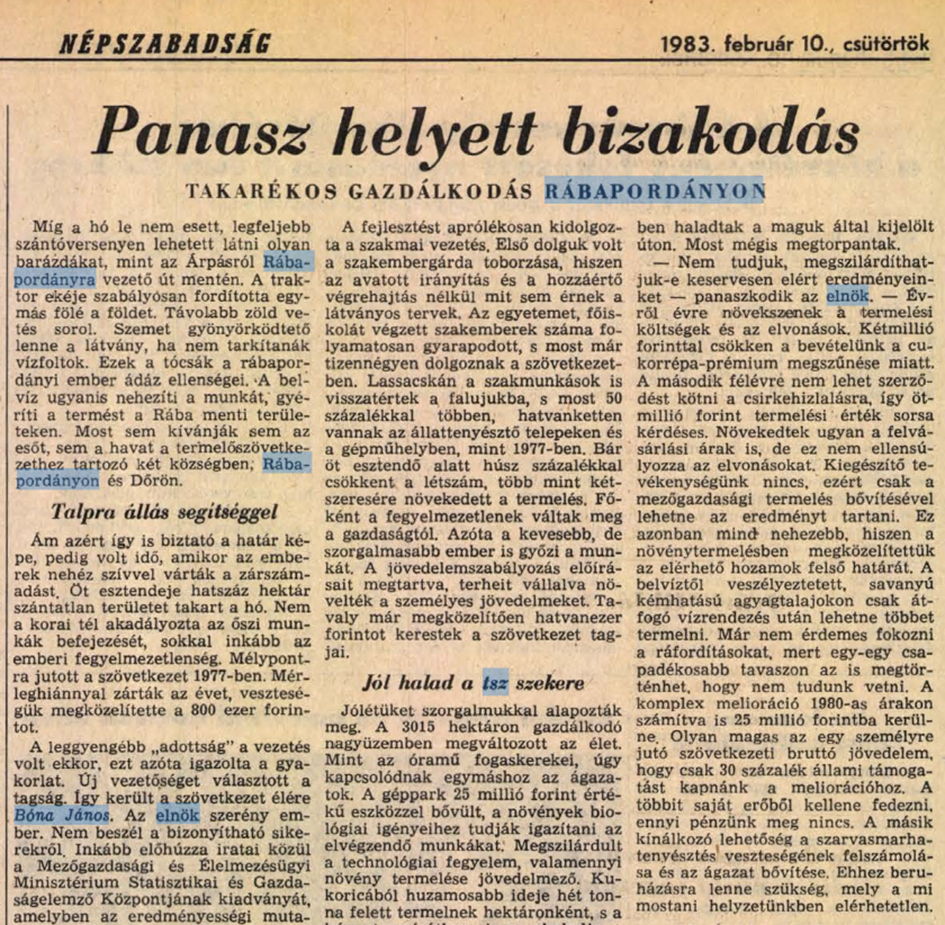 NÉPSZABADSÁG
1983. február 10., csütörtök
Panasz helyett bizakodás
TAKARÉKOS GAZDÁLKODÁS RÁBAPORDÁNYON
Míg a hó le nem esett, legfeljebb
szántóversenyen lehetett látni olyan
barázdákat, mint az Árpásról Rába-
pordányra vezető út mentén. A trak-
tor ekéje szabályosan fordította egy-
más fölé a földet. Távolabb zöld ve-
tés sorol. Szemet gyönyörködtető
lenne a látvány, ha nem tarkítanák
vízfoltok. Ezek a tócsák a rábapor-
dányi ember ádáz ellenségei. A bel-
víz ugyanis nehezíti a munkát, gyé-
ríti a termést a Rába menti terüle-
teken. Most sem kívánják sem az
esőt, sem a havat a termelőszövetke-
zethez tartozó két községben, Rába-
pordányon és Dőrön.
Talpra állás segítséggel
Ám azért így is biztató a határ ké-
pe, pedig volt idő, amikor az embe-
rek nehéz szívvel várták a zárszám-
adást. Öt esztendeje hatszáz hektár
szántatlan területet takart a hó. Nem
a korai tél akadályozta az őszi mun-
kák befejezését, sokkal inkább az
emberi fegyelmezetlenség. Mélypont-
ra jutott a szövetkezet 1977-ben. Mér-
leghiánnyal zárták az évet, vesztesé-
gük megközelítette a 800 ezer forin-
tot.
A leggyengébb „adottság” a vezetés
volt ekkor, ezt azóta igazolta a gya-
korlat. Új vezetőséget választott a
tagság. Így került a szövetkezet élére
Bóna János. Az elnök szerény em-
ber. Nem beszél a bizonyítható sike-
rekről. Inkább előhúzza iratai közül
a Mezőgazdasági és Élelmezésügyi
Minisztérium Statisztikai és Gazda-
ságelemző Központjának kiadványát,
amelyben az eredményességi muta-
A fejlesztést aprólékosan kidolgoz-
ta a szakmai vezetés. Első dolguk volt
a szakembergárda toborzása, hiszen
az avatott irányítás és a hozzáértő
végrehajtás nélkül mit sem érnek a
látványos tervek. Az egyetemet, főis-
kolát végzett szakemberek száma fo-
lyamatosan gyarapodott, s most már
tizennégyen dolgoznak a szövetkezet-
ben. Lassacskán a szakmunkások is
visszatértek a falujukba, s most 50
százalékkal többen, hatvanketten
vannak az állattenyésztő telepeken és
a gépműhelyben, mint 1977-ben. Bár
öt esztendő alatt húsz százalékkal
csökkent a létszám, több mint két-
szeresére növekedett a termelés. Fő-
ként a fegyelmezetlenek váltak meg
a gazdaságtól. Azóta a kevesebb, de
szorgalmasabb ember is győzi a mun-
kát. A jövedelemszabályozás előírá-
sait megtartva, terheit vállalva nö-
velték a személyes jövedelmeket. Ta-
valy már megközelítően hatvanezer
forintot kerestek a szövetkezet tag-
jai.
Jól halad a tsz szekere
Jólétüket szorgalmukkal alapozták
meg. A 3015 hektáron gazdálkodó
nagyüzemben megváltozott az élet.
Mint az óramű fogaskerekei, úgy
kapcsolódnak egymáshoz az ágaza-
tok. A géppark 25 millió forint érté-
kű eszközzel bővült, a növények bio-
lógiai igényeihez tudják igazítani az
elvégzendő munkákat. Megszilárdult
a technológiai fegyelem, valamennyi
növény termelése jövedelmező. Ku-
koricából huzamosabb ideje hét ton-
na felett termelnek hektáronként, s a
ben haladtak a maguk által kijelölt
úton. Most mégis megtorpantak.
— Nem tudjuk, megszilárdíthat-
juk-e keservesen elért eredményein-
ket — panaszkodik az elnök. — Év-
ről évre növekszenek a termelési
költségek és az elvonások. Kétmillió
forinttal csökken a bevételünk a cu-
korrépa-prémium megszűnése miatt.
A második félévre nem lehet szerző-
dést kötni a csirkehizlalásra, így öt-
millió forint termelési érték sorsa
kérdéses. Növekedtek ugyan a felvá-
sárlási árak is, de ez nem ellensú-
lyozza az elvonásokat. Kiegészítő te-
vékenységünk nincs, ezért csak a
mezőgazdasági termelés bővítésével
lehetne az eredményt tartani. Ez
azonban mind nehezebb, hiszen a
növénytermelésben megközelítettük
az elérhető hozamok felső határát. A
belvíztől veszélyeztetett, savanyú
kémhatású agyagtalajokon csak át-
fogó vízrendezés után lehetne többet
termelni. Már nem érdemes fokozni
a ráfordításokat, mert egy-egy csa-
padékosabb tavaszon az is megtör-
ténhet, hogy nem tudunk vetni. A
komplex melioráció 1980-as árakon
számítva is 25 millió forintba kerül-
ne. Olyan magas az egy személyre
jutó szövetkezeti bruttó jövedelem,
hogy csak 30 százalék állami támoga-
tást kapnánk a meliorációhoz. A
többit saját erőből kellene fedezni,
ennyi pénzünk meg nincs. A másik
kínálkozó lehetőség a szarvasmarha-
tenyésztés veszteségének felszámolá-
sa és az ágazat bővítése. Ehhez beru-
házásra lenne szükség, mely a mi
mostani helyzetünkben elérhetetlen.